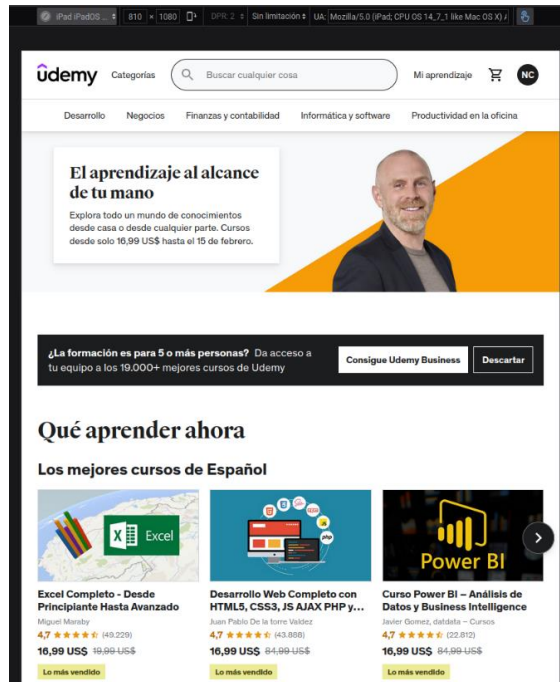 iPad iPadOS ... 810 × 1080 DPR: 2 Sin limitación UA: Mozilla/5.0 (iPad; CPU OS 14_7_1 like Mac OS X) A
ûdemy Categorías Buscar cualquier cosa Mi aprendizaje NC
Desarrollo Negocios Finanzas y contabilidad Informática y software Productividad en la oficina
El aprendizaje al alcance
de tu mano
Explora todo un mundo de conocimientos
desde casa o desde cualquier parte. Cursos
desde solo 16,99 US$ hasta el 15 de febrero.
¿La formación es para 5 o más personas? Da acceso a
tu equipo a los 19.000+ mejores cursos de Udemy
Consigue Udemy Business Descartar
Qué aprender ahora
Los mejores cursos de Español
X Excel
php
Power BI
Excel Completo - Desde
Principiante Hasta Avanzado
Miguel Maraby
4,7 (49.229)
16,99 US$ 19,99 US$
Lo más vendido
Desarrollo Web Completo con
HTML5, CSS3, JS AJAX PHP y...
Juan Pablo De la torre Valdez
4,7 (43.888)
16,99 US$ 84,99 US$
Lo más vendido
Curso Power BI – Análisis de
Datos y Business Intelligence
Javier Gomez, datdata – Cursos
4,7 (22.812)
16,99 US$ 84,99 US$
Lo más vendido